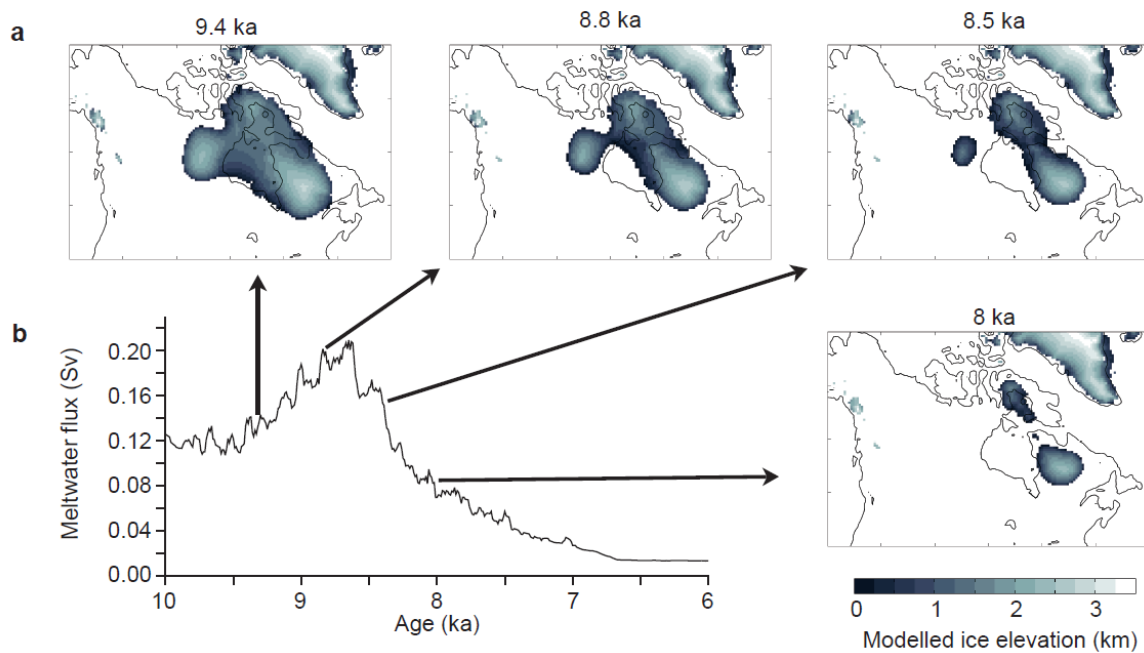 a
9.4 ka
8.8 ka
8.5 ka
b
8 ka
Meltwater flux (Sv)
0.20
0.16
0.12
0.08
0.04
0.00
10 9 8 7 6
Age (ka)
0 1 2 3
Modelled ice elevation (km)